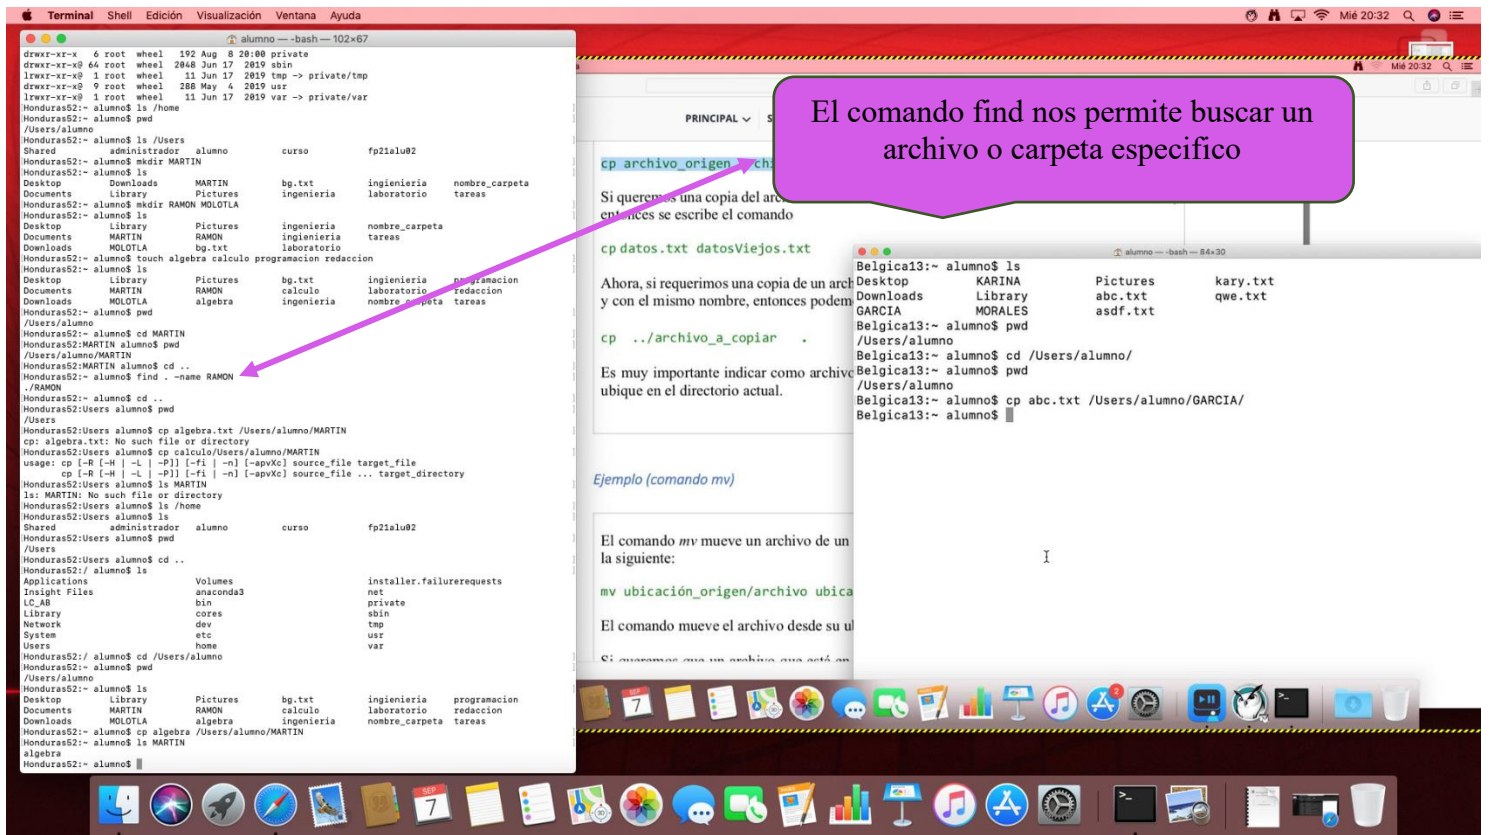 Terminal Shell Edición Visualización Ventana Ayuda Mié 20:32
alumno — -bash — 102×67
drwxr-xr-x 6 root wheel 192 Aug 8 20:00 private
drwxr-xr-x@ 64 root wheel 2048 Jun 17 2019 sbin
lrwxr-xr-x@ 1 root wheel 11 Jun 17 2019 tmp -> private/tmp
drwxr-xr-x@ 9 root wheel 288 May 4 2019 usr
lrwxr-xr-x@ 1 root wheel 11 Jun 17 2019 var -> private/var
Honduras52:~ alumno$ ls /home
Honduras52:~ alumno$ pwd
/Users/alumno
Honduras52:~ alumno$ ls /Users
Shared administrador alumno curso fp21alu02
Honduras52:~ alumno$ mkdir MARTIN
Honduras52:~ alumno$ ls
Desktop Downloads MARTIN bg.txt ingienieria nombre_carpeta
Documents Library Pictures ingenieria laboratorio tareas
Honduras52:~ alumno$ mkdir RAMON MOLOTLA
Honduras52:~ alumno$ ls
Desktop Library Pictures ingenieria nombre_carpeta
Documents MARTIN RAMON ingienieria tareas
Downloads MOLOTLA bg.txt laboratorio
Honduras52:~ alumno$ touch algebra calculo programacion redaccion
Honduras52:~ alumno$ ls
Desktop Library Pictures bg.txt ingienieria programacion
Documents MARTIN RAMON calculo laboratorio redaccion
Downloads MOLOTLA algebra ingenieria nombre_carpeta tareas
Honduras52:~ alumno$ pwd
/Users/alumno
Honduras52:~ alumno$ cd MARTIN
Honduras52:MARTIN alumno$ pwd
/Users/alumno/MARTIN
Honduras52:MARTIN alumno$ cd ..
Honduras52:~ alumno$ find . -name RAMON
./RAMON
Honduras52:~ alumno$ cd ..
Honduras52:Users alumno$ pwd
/Users
Honduras52:Users alumno$ cp algebra.txt /Users/alumno/MARTIN
cp: algebra.txt: No such file or directory
Honduras52:Users alumno$ cp calculo/Users/alumno/MARTIN
usage: cp [-R [-H | -L | -P]] [-fi | -n] [-apvXc] source_file target_file
cp [-R [-H | -L | -P]] [-fi | -n] [-apvXc] source_file ... target_directory
Honduras52:Users alumno$ ls MARTIN
ls: MARTIN: No such file or directory
Honduras52:Users alumno$ ls /home
Honduras52:Users alumno$ ls
Shared administrador alumno curso fp21alu02
Honduras52:Users alumno$ pwd
/Users
Honduras52:Users alumno$ cd ..
Honduras52:/ alumno$ ls
Applications Volumes installer.failurerequests
Insight Files anaconda3 net
LC_AB bin private
Library cores sbin
Network dev tmp
System etc usr
Users home var
Honduras52:/ alumno$ cd /Users/alumno
Honduras52:~ alumno$ pwd
/Users/alumno
Honduras52:~ alumno$ ls
Desktop Library Pictures bg.txt ingienieria programacion
Documents MARTIN RAMON calculo laboratorio redaccion
Downloads MOLOTLA algebra ingenieria nombre_carpeta tareas
Honduras52:~ alumno$ cp algebra /Users/alumno/MARTIN
Honduras52:~ alumno$ ls MARTIN
algebra
Honduras52:~ alumno$
Mié 20:32
PRINCIPAL
El comando find nos permite buscar un
archivo o carpeta especifico
cp archivo_origen
Si queremos una copia del
entonces se escribe el comando
cp datos.txt datosViejos.txt
Ahora, si requerimos una copia de un
y con el mismo nombre, entonces
cp ../archivo_a_copiar .
Es muy importante indicar como archivo
ubique en el directorio actual.
Ejemplo (comando mv)
El comando mv mueve un archivo de un
la siguiente:
mv ubicación_origen/archivo
El comando mueve el archivo desde su
Si queremos que un archivo que está en
alumno — -bash — 84×30
Belgica13:~ alumno$ ls
Desktop KARINA Pictures kary.txt
Downloads Library abc.txt qwe.txt
GARCIA MORALES asdf.txt
Belgica13:~ alumno$ pwd
/Users/alumno
Belgica13:~ alumno$ cd /Users/alumno/
Belgica13:~ alumno$ pwd
/Users/alumno
Belgica13:~ alumno$ cp abc.txt /Users/alumno/GARCIA/
Belgica13:~ alumno$
SEP
7
2
SEP
7